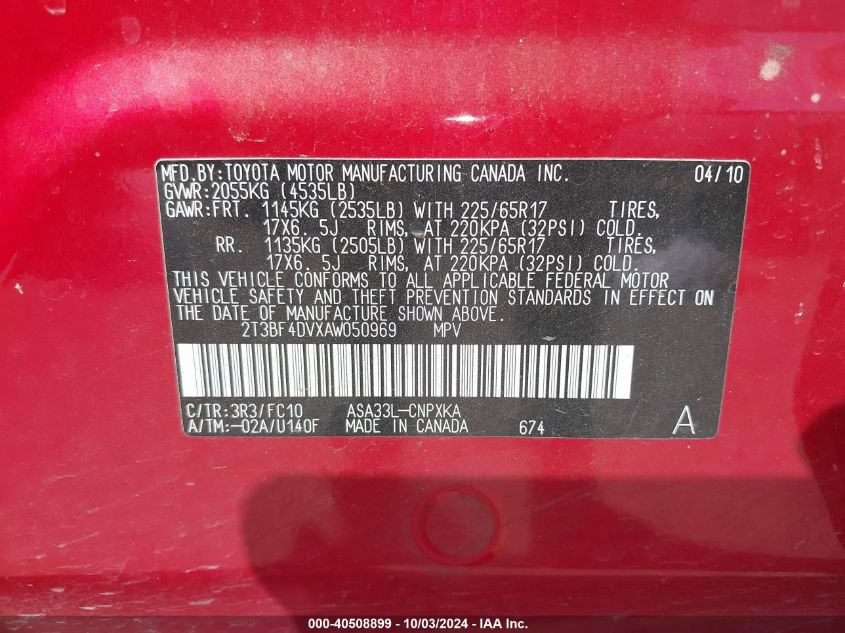 MFD.BY:TOYOTA MOTOR MANUFACTURING CANADA INC. 04/10
GVWR:2055KG (4535LB)
GAWR:FRT. 1145KG (2535LB) WITH 225/65R17 TIRES,
17X6.5J RIMS, AT 220KPA (32PSI) COLD.
RR. 1135KG (2505LB) WITH 225/65R17 TIRES,
17X6.5J RIMS, AT 220KPA (32PSI) COLD.
THIS VEHICLE CONFORMS TO ALL APPLICABLE FEDERAL MOTOR
VEHICLE SAFETY AND THEFT PREVENTION STANDARDS IN EFFECT ON
THE DATE OF MANUFACTURE SHOWN ABOVE.
2T3BF4DVXAW050969 MPV
C/TR:3R3/FC10 ASA33L-CNPXKA
A/TM:-02A/U140F MADE IN CANADA 674 A
000-40508899 - 10/03/2024 - IAA Inc.